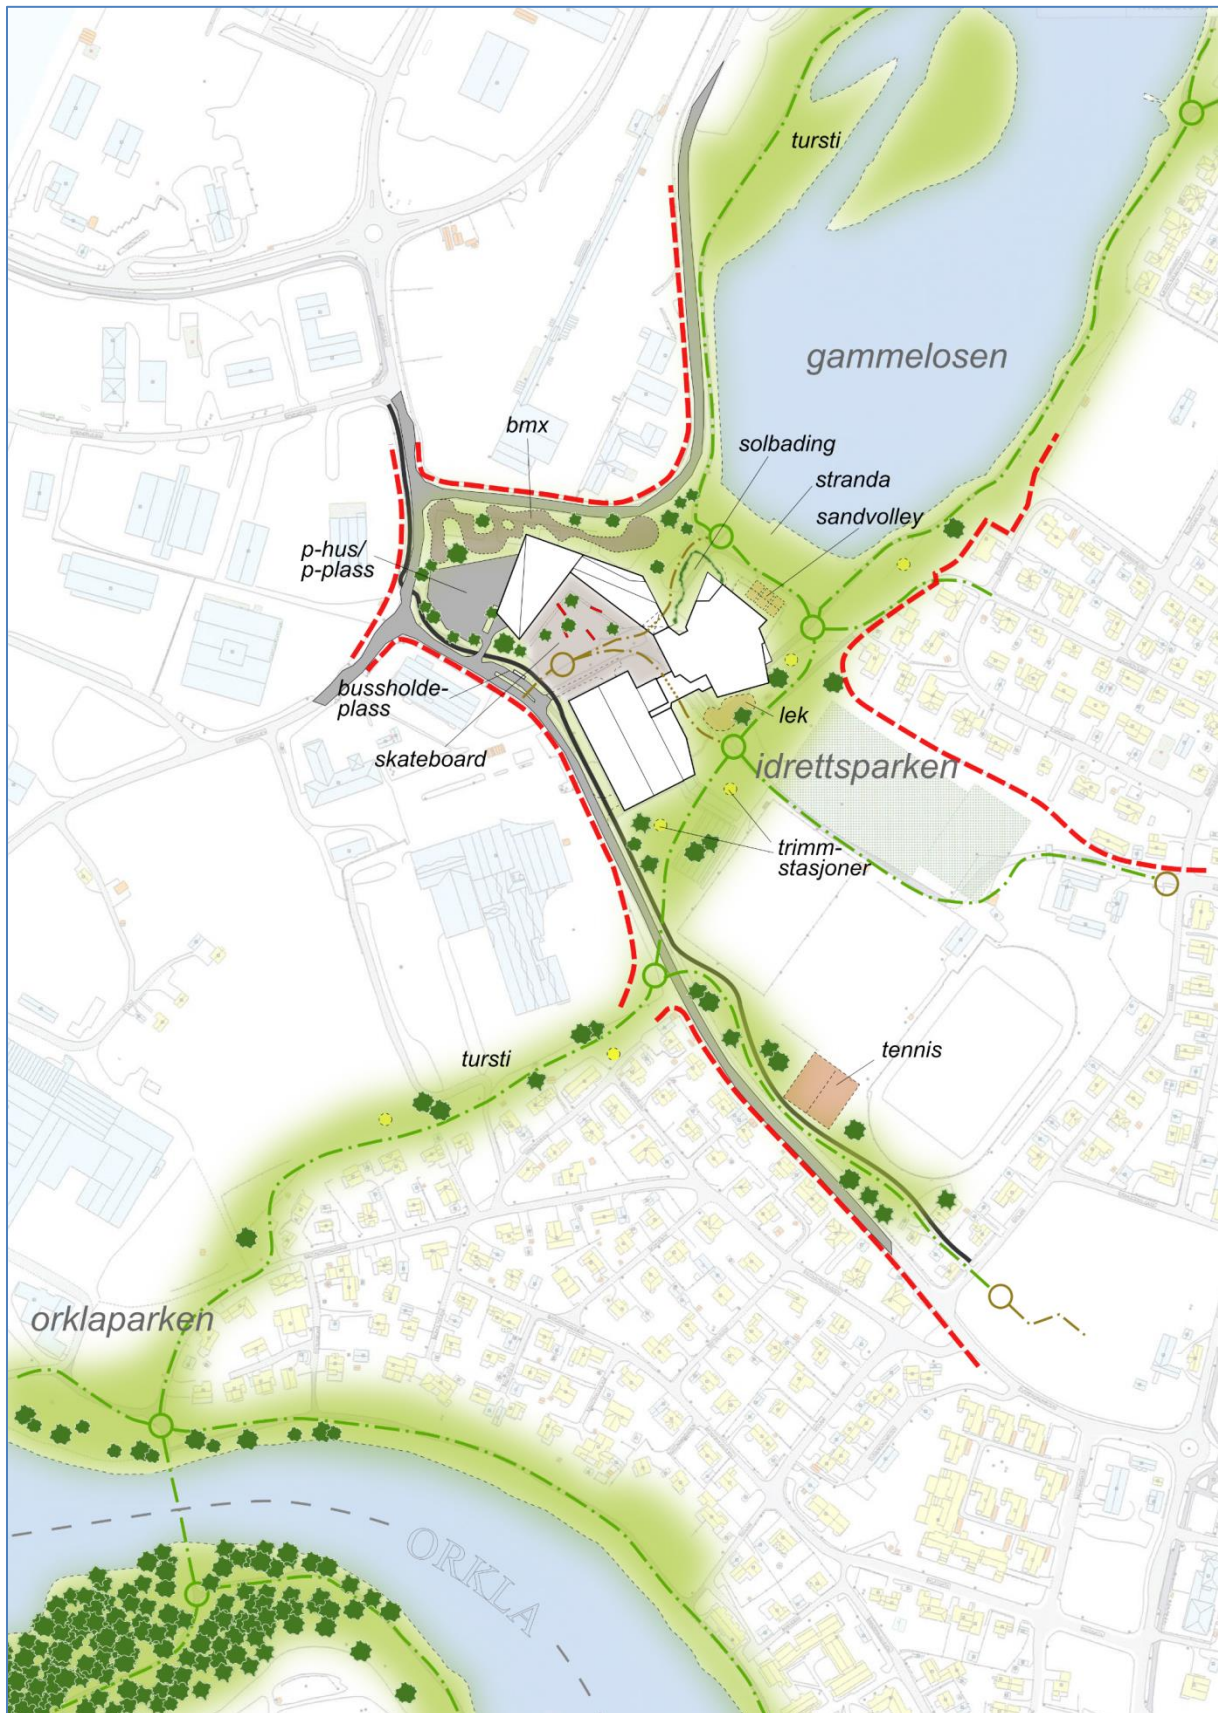 tursti
gammelosen
bmx
solbading
stranda
sandvolley
p-hus/
p-plass
bussholde-
plass
skateboard
lek
idrettsparken
trimm-
stasjoner
tennis
tursti
orklaparken
ORKLA